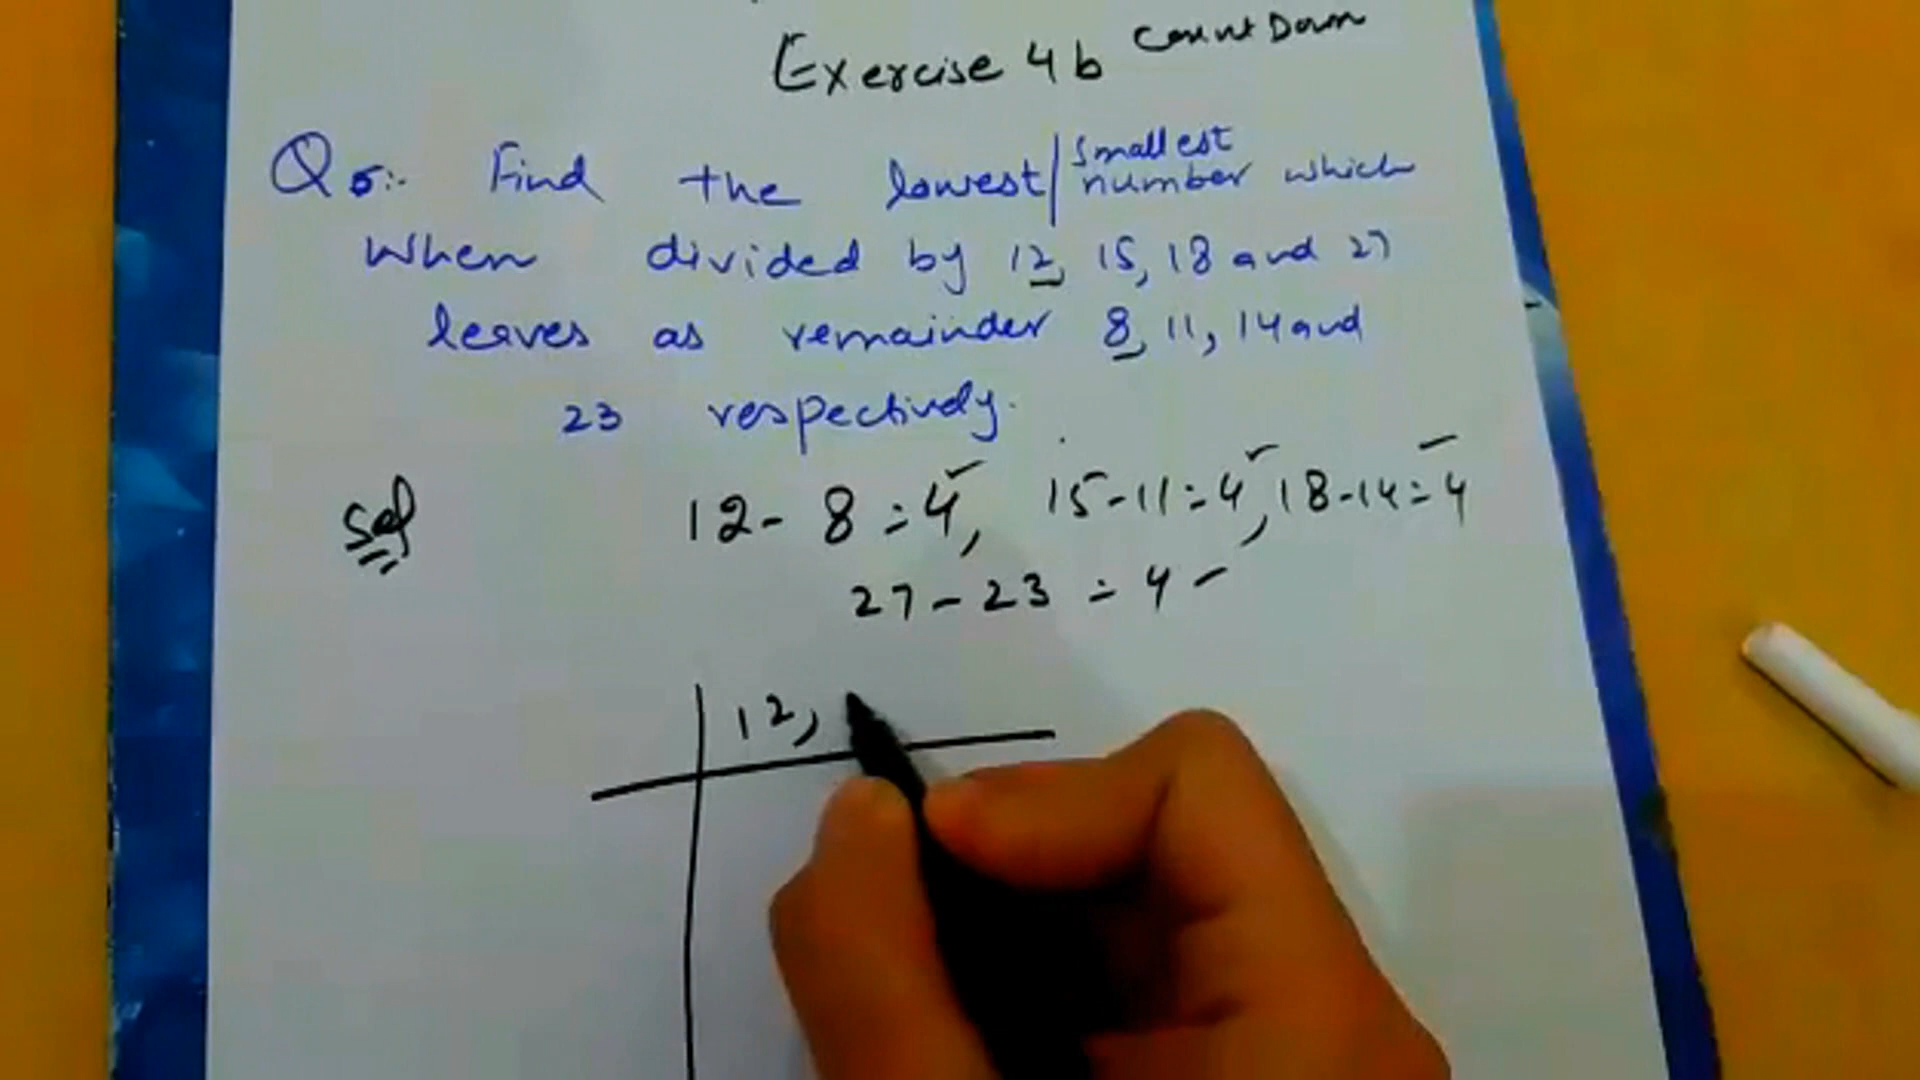 Exercise 4b Count Down
Q 5:- Find the lowest/smallest number which
when divided by 12, 15, 18 and 27
leaves as remainder 8, 11, 14 and
23 respectively.
Sol 12 - 8 = 4, 15 - 11 = 4, 18 - 14 = 4
27 - 23 = 4
12,